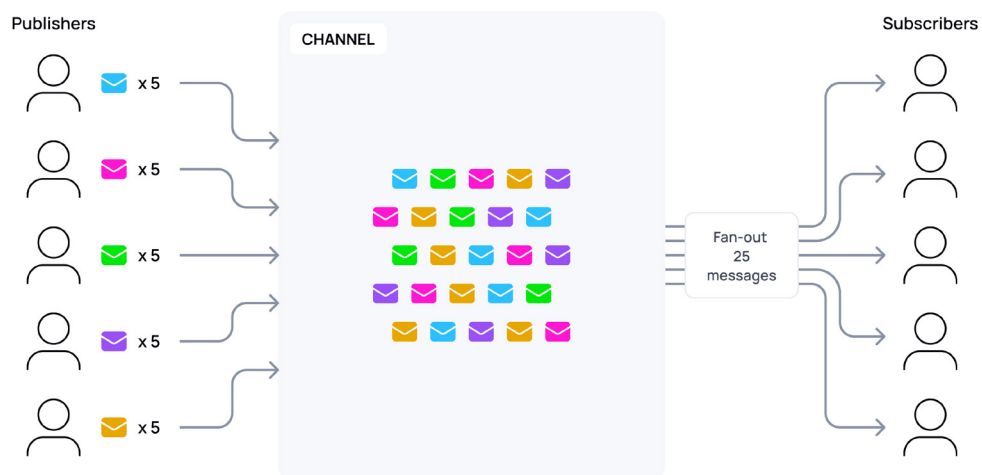 Publishers
CHANNEL
Subscribers
x 5
x 5
x 5
x 5
x 5
Fan-out
25
messages